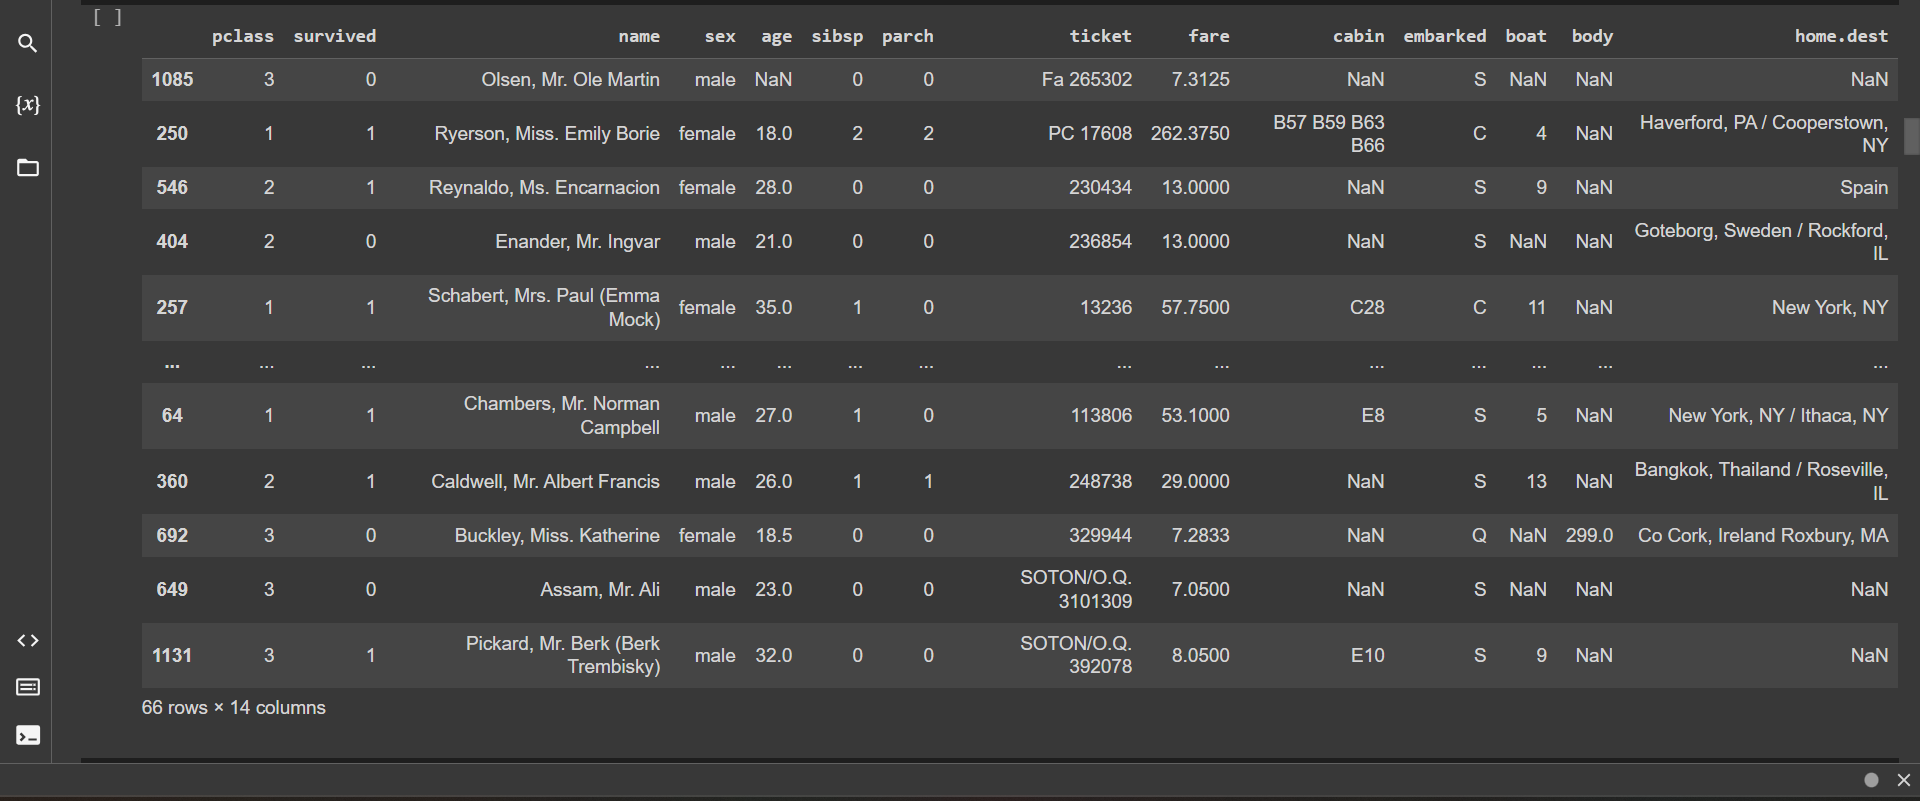 [ ]
pclass survived name sex age sibsp parch ticket fare cabin embarked boat body home.dest
1085 3 0 Olsen, Mr. Ole Martin male NaN 0 0 Fa 265302 7.3125 NaN S NaN NaN NaN
250 1 1 Ryerson, Miss. Emily Borie female 18.0 2 2 PC 17608 262.3750 B57 B59 B63 C 4 NaN Haverford, PA / Cooperstown,
B66 NY
546 2 1 Reynaldo, Ms. Encarnacion female 28.0 0 0 230434 13.0000 NaN S 9 NaN Spain
404 2 0 Enander, Mr. Ingvar male 21.0 0 0 236854 13.0000 NaN S NaN NaN Goteborg, Sweden / Rockford,
IL
257 1 1 Schabert, Mrs. Paul (Emma female 35.0 1 0 13236 57.7500 C28 C 11 NaN New York, NY
Mock)
... ... ... ... ... ... ... ... ... ... ... ... ... ... ...
64 1 1 Chambers, Mr. Norman male 27.0 1 0 113806 53.1000 E8 S 5 NaN New York, NY / Ithaca, NY
Campbell
360 2 1 Caldwell, Mr. Albert Francis male 26.0 1 1 248738 29.0000 NaN S 13 NaN Bangkok, Thailand / Roseville,
IL
692 3 0 Buckley, Miss. Katherine female 18.5 0 0 329944 7.2833 NaN Q NaN 299.0 Co Cork, Ireland Roxbury, MA
649 3 0 Assam, Mr. Ali male 23.0 0 0 SOTON/O.Q. 7.0500 NaN S NaN NaN NaN
3101309
1131 3 1 Pickard, Mr. Berk (Berk male 32.0 0 0 SOTON/O.Q. 8.0500 E10 S 9 NaN NaN
Trembisky) 392078
66 rows × 14 columns
{x}